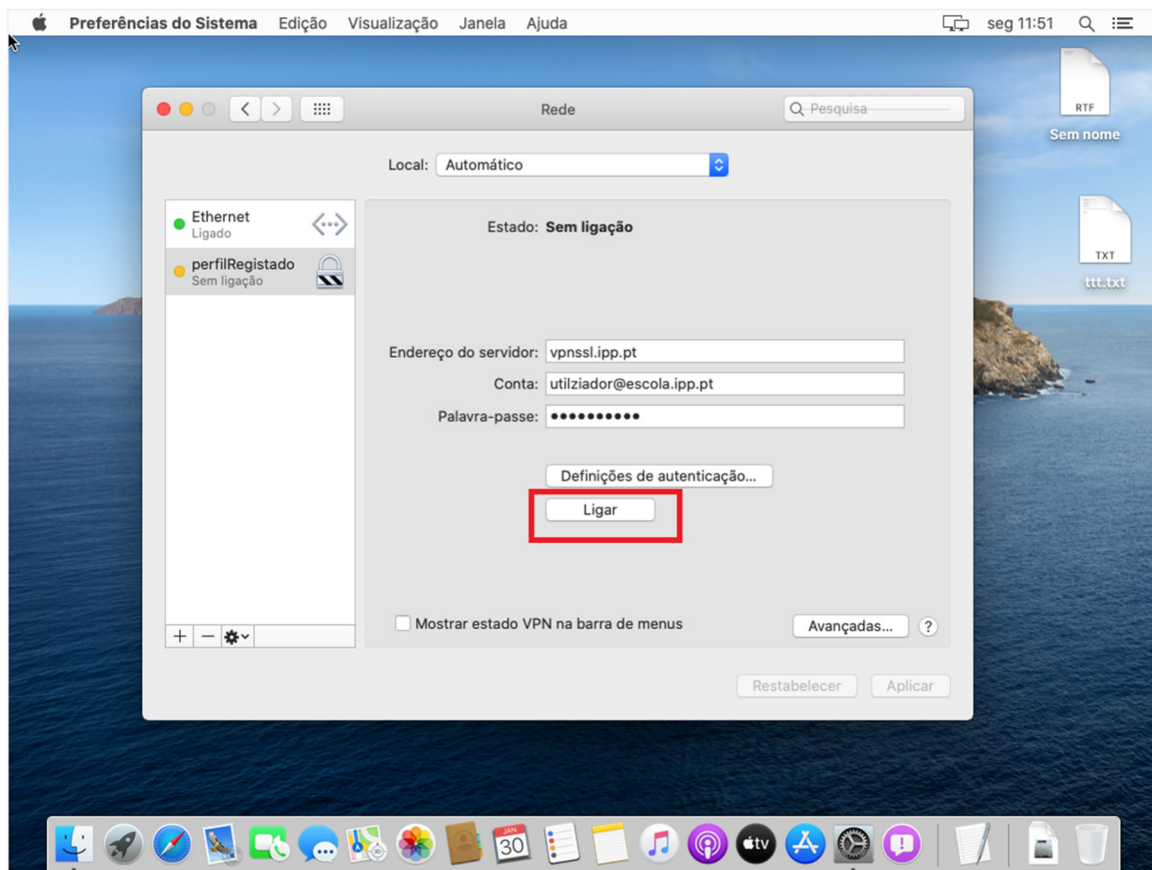 Preferências do Sistema Edição Visualização Janela Ajuda seg 11:51
Rede
Pesquisa
RTF
Sem nome
Local: Automático
Ethernet
Ligado
Estado: Sem ligação
perfilRegistado
Sem ligação
TXT
ttt.txt
Endereço do servidor: vpnssl.ipp.pt
Conta: utilziador@escola.ipp.pt
Palavra-passe: ••••••••••
Definições de autenticação...
Ligar
Mostrar estado VPN na barra de menus
Avançadas... ?
Restabelecer Aplicar
JAN
30
tv